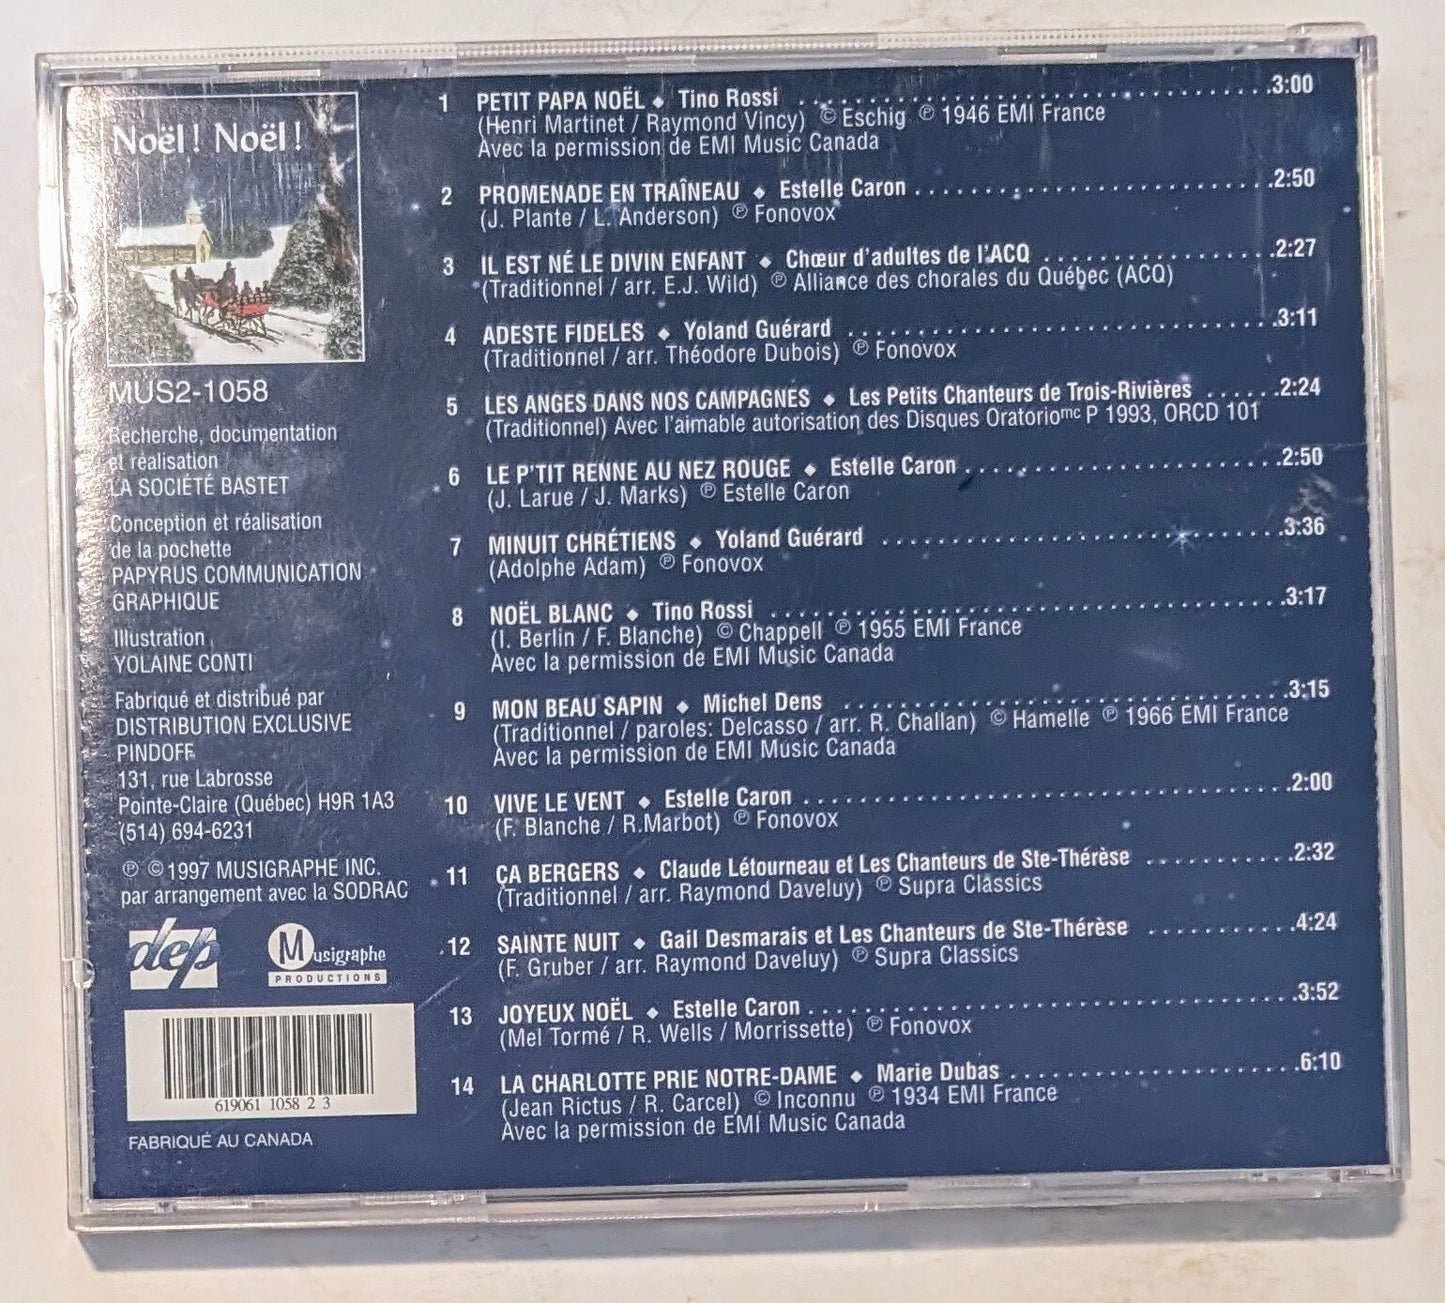 Noël! Noël!
MUS2-1058
Recherche, documentation
et réalisation
LA SOCIÉTÉ BASTET
Conception et réalisation
de la pochette
PAPYRUS COMMUNICATION
GRAPHIQUE
Illustration
YOLAINE CONTI
Fabriqué et distribué par
DISTRIBUTION EXCLUSIVE
PINDOFF
131, rue Labrosse
Pointe-Claire (Québec) H9R 1A3
(514) 694-6231
℗ © 1997 MUSIGRAPHE INC.
par arrangement avec la SODRAC
dep
Musigraphe
PRODUCTIONS
619061 1058 2 3
FABRIQUÉ AU CANADA
1 PETIT PAPA NOËL ◆ Tino Rossi ........ 3:00
(Henri Martinet / Raymond Vincy) © Eschig ℗ 1946 EMI France
Avec la permission de EMI Music Canada
2 PROMENADE EN TRAÎNEAU ◆ Estelle Caron ........ 2:50
(J. Plante / L. Anderson) ℗ Fonovox
3 IL EST NÉ LE DIVIN ENFANT ◆ Chœur d'adultes de l'ACQ ........ 2:27
(Traditionnel / arr. E.J. Wild) ℗ Alliance des chorales du Québec (ACQ)
4 ADESTE FIDELES ◆ Yoland Guérard ........ 3:11
(Traditionnel / arr. Théodore Dubois) ℗ Fonovox
5 LES ANGES DANS NOS CAMPAGNES ◆ Les Petits Chanteurs de Trois-Rivières ...... 2:24
(Traditionnel) Avec l'aimable autorisation des Disques Oratorioᵐᶜ P 1993, ORCD 101
6 LE P'TIT RENNE AU NEZ ROUGE ◆ Estelle Caron ........ 2:50
(J. Larue / J. Marks) ℗ Estelle Caron
7 MINUIT CHRÉTIENS ◆ Yoland Guérard ........ 3:36
(Adolphe Adam) ℗ Fonovox
8 NOËL BLANC ◆ Tino Rossi ........ 3:17
(I. Berlin / F. Blanche) © Chappell ℗ 1955 EMI France
Avec la permission de EMI Music Canada
9 MON BEAU SAPIN ◆ Michel Dens ........ 3:15
(Traditionnel / paroles: Delcasso / arr. R. Challan) © Hamelle ℗ 1966 EMI France
Avec la permission de EMI Music Canada
10 VIVE LE VENT ◆ Estelle Caron ........ 2:00
(F. Blanche / R.Marbot) ℗ Fonovox
11 ÇA BERGERS ◆ Claude Létourneau et Les Chanteurs de Ste-Thérèse ........ 2:32
(Traditionnel / arr. Raymond Daveluy) ℗ Supra Classics
12 SAINTE NUIT ◆ Gail Desmarais et Les Chanteurs de Ste-Thérèse ........ 4:24
(F. Gruber / arr. Raymond Daveluy) ℗ Supra Classics
13 JOYEUX NOËL ◆ Estelle Caron ........ 3:52
(Mel Tormé / R. Wells / Morrissette) ℗ Fonovox
14 LA CHARLOTTE PRIE NOTRE-DAME ◆ Marie Dubas ........ 6:10
(Jean Rictus / R. Carcel) © Inconnu ℗ 1934 EMI France
Avec la permission de EMI Music Canada